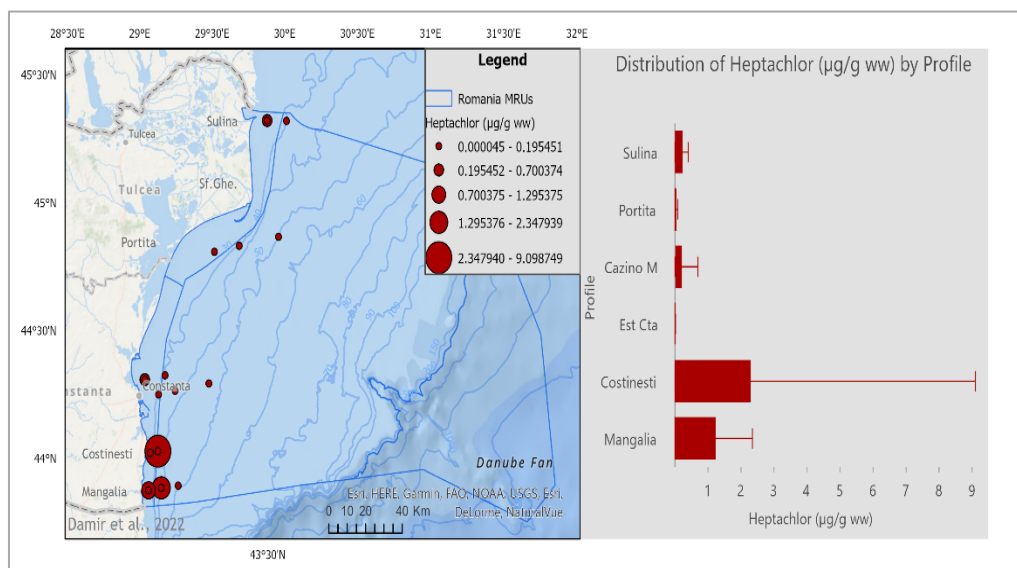 28°30'E 29°E 29°30'E 30°E 30°30'E 31°E 31°30'E 32°E
45°30'N
45°N
44°30'N
44°N
43°30'N
Legend
Romania MRUs
Heptachlor (µg/g ww)
0.000045 - 0.195451
0.195452 - 0.700374
0.700375 - 1.295375
1.295376 - 2.347939
2.347940 - 9.098749
Sulina
Tulcea
Tulcea
Sf.Ghe.
Portita
Constanta
nstanta
Costinesti
Mangalia
Danube Fan
Esri, HERE, Garmin, FAO, NOAA, USGS, Esri,
DeLorme, NaturalVue
0 10 20 40 Km
Damir et al., 2022
Distribution of Heptachlor (µg/g ww) by Profile
Profile
Sulina
Portita
Cazino M
Est Cta
Costinesti
Mangalia
1 2 3 4 5 6 7 8 9
Heptachlor (µg/g ww)